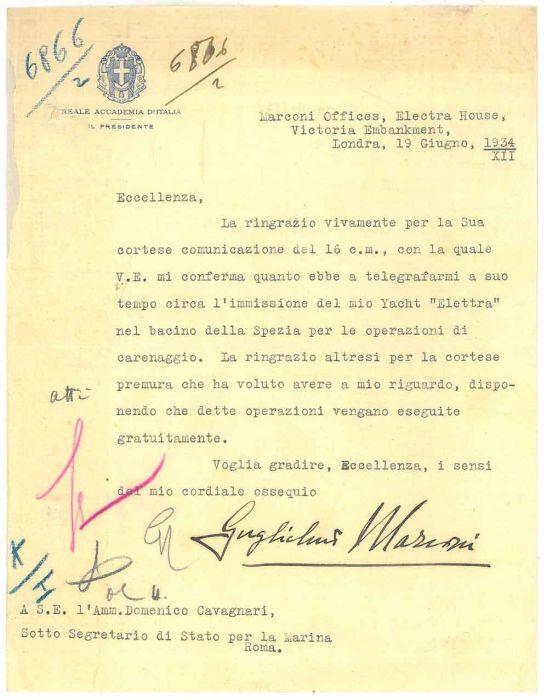 6866
2
6866
2
REALE ACCADEMIA D'ITALIA
IL PRESIDENTE
Marconi Offices, Electra House,
Victoria Embankment,
Londra, 19 Giugno, 1934
XII
Eccellenza,
La ringrazio vivamente per la Sua
cortese comunicazione del 16 c.m., con la quale
V.E. mi conferma quanto ebbe a telegrafarmi a suo
tempo circa l'immissione del mio Yacht "Elettra"
nel bacino della Spezia per le operazioni di
carenaggio. La ringrazio altresi per la cortese
premura che ha voluto avere a mio riguardo, dispo-
nendo che dette operazioni vengano eseguite
gratuitamente.
atti
Voglia gradire, Eccellenza, i sensi
del mio cordiale ossequio
Guglielmo Marconi
A S.E. l'Amm.Domenico Cavagnari,
Sotto Segretario di Stato per la Marina
Roma.